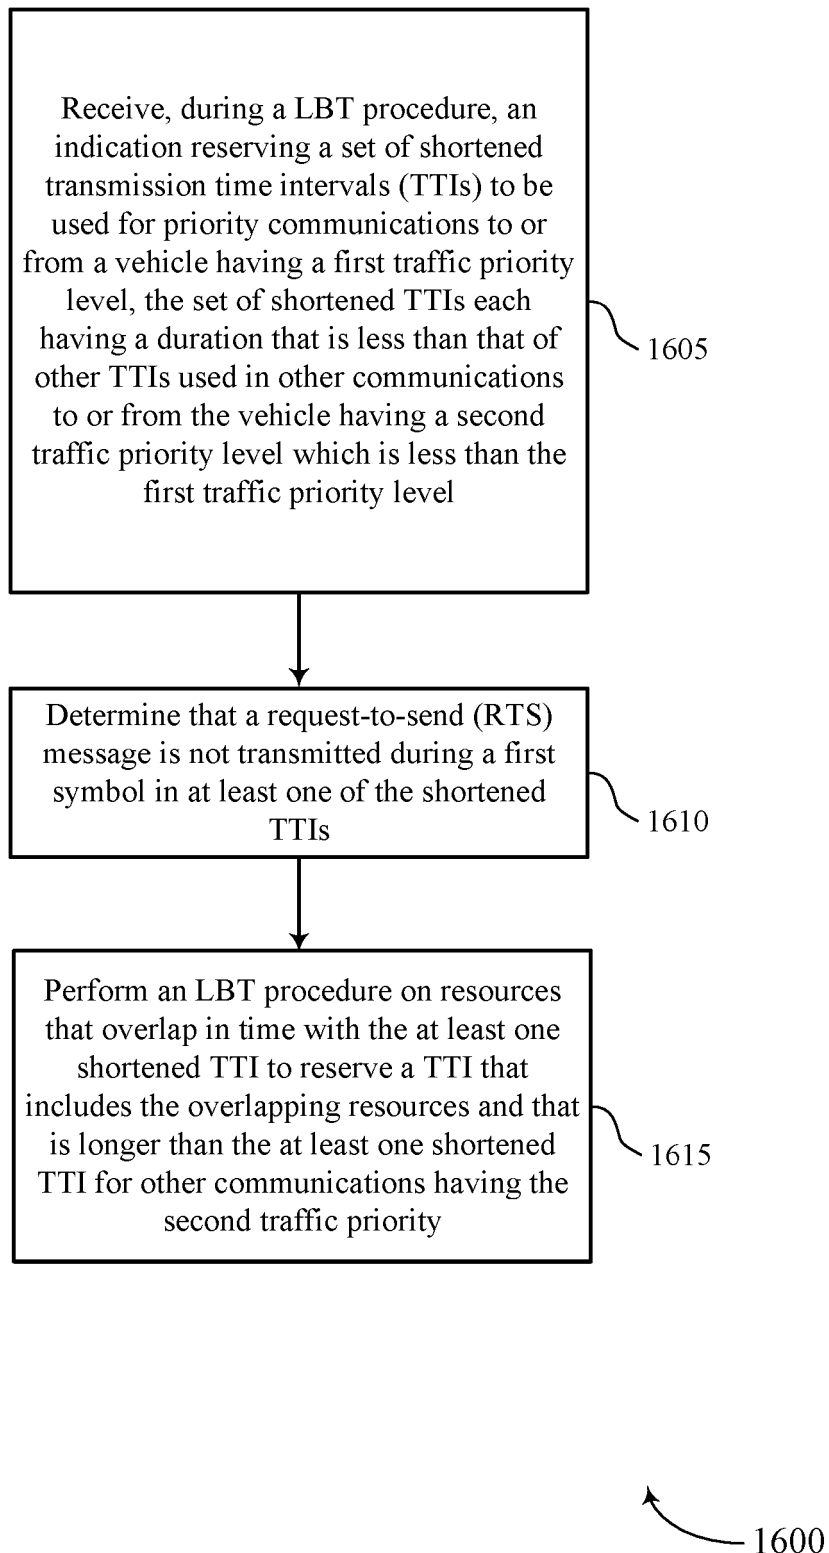 Receive, during a LBT procedure, an
indication reserving a set of shortened
transmission time intervals (TTIs) to be
used for priority communications to or
from a vehicle having a first traffic priority
level, the set of shortened TTIs each
having a duration that is less than that of
other TTIs used in other communications
to or from the vehicle having a second
traffic priority level which is less than the
first traffic priority level
1605
Determine that a request-to-send (RTS)
message is not transmitted during a first
symbol in at least one of the shortened
TTIs
1610
Perform an LBT procedure on resources
that overlap in time with the at least one
shortened TTI to reserve a TTI that
includes the overlapping resources and that
is longer than the at least one shortened
TTI for other communications having the
second traffic priority
1615
1600